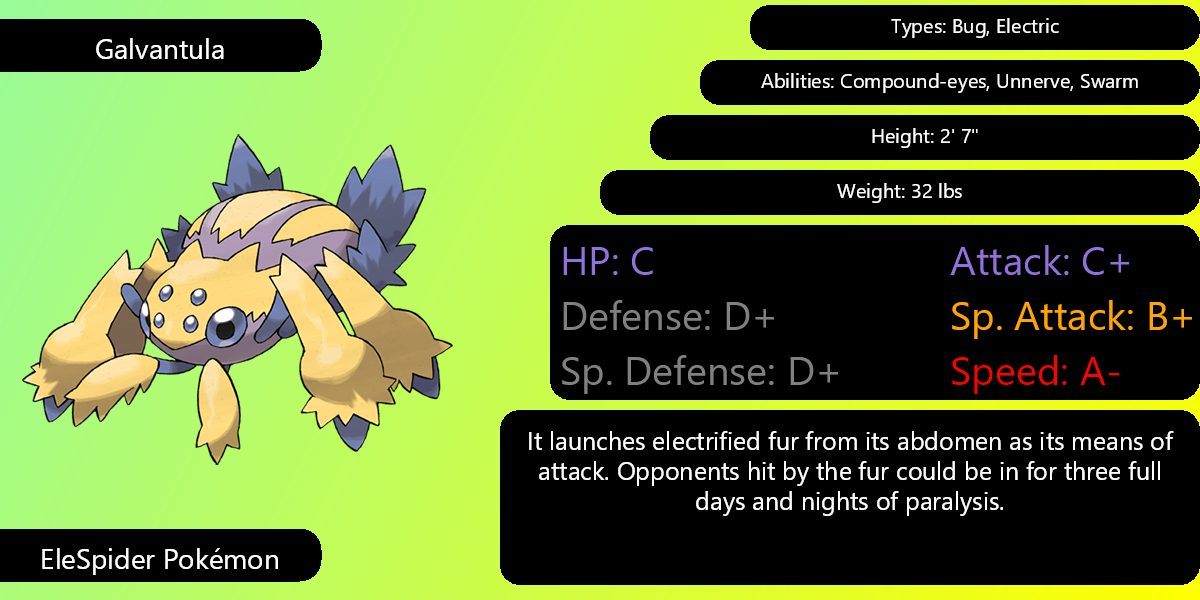 Galvantula
Types: Bug, Electric
Abilities: Compound-eyes, Unnerve, Swarm
Height: 2' 7"
Weight: 32 lbs
HP: C
Attack: C+
Defense: D+
Sp. Attack: B+
Sp. Defense: D+
Speed: A-
It launches electrified fur from its abdomen as its means of
attack. Opponents hit by the fur could be in for three full
days and nights of paralysis.
EleSpider Pokémon